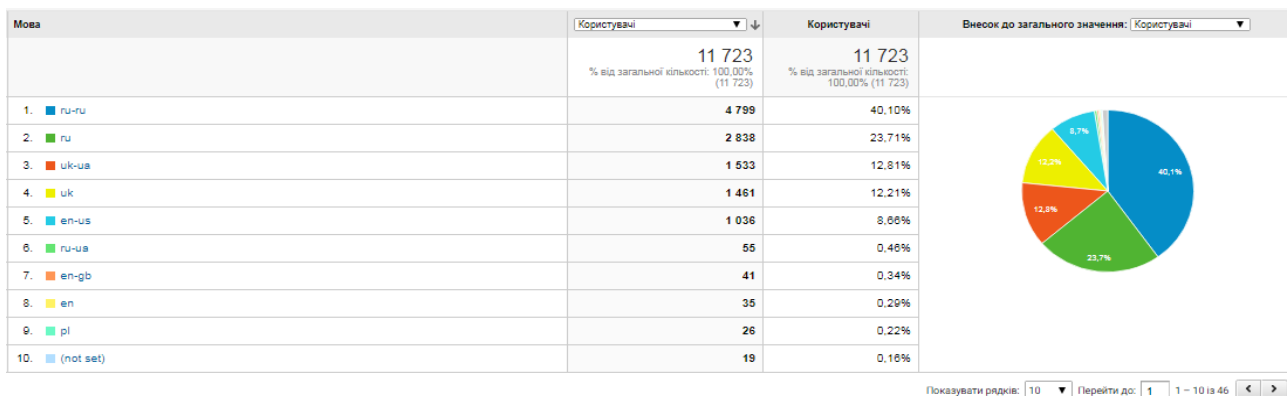 Мова Користувачі Користувачі Внесок до загального значення: Користувачі
11 723 11 723
% від загальної кількості: 100,00% % від загальної кількості:
(11 723) 100,00% (11 723)
1. ru-ru 4 799 40,10%
2. ru 2 838 23,71%
3. uk-ua 1 533 12,81%
4. uk 1 461 12,21%
5. en-us 1 036 8,66%
6. ru-ua 55 0,46%
7. en-gb 41 0,34%
8. en 35 0,29%
9. pl 26 0,22%
10. (not set) 19 0,16%
8,7%
12,2%
40,1%
12,8%
23,7%
Показувати рядків: 10 Перейти до: 1 1 – 10 із 46